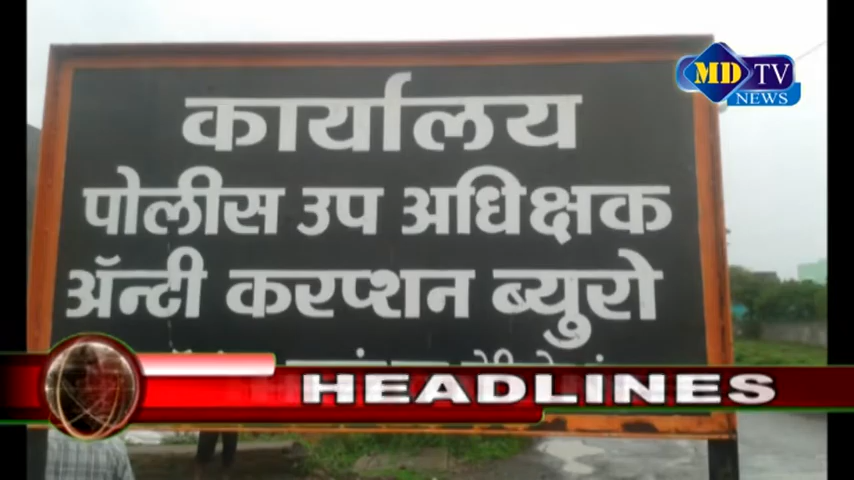 MD TV
NEWS
कार्यालय
पोलीस उप अधिक्षक
ॲन्टी करप्शन ब्युरो
HEADLINES